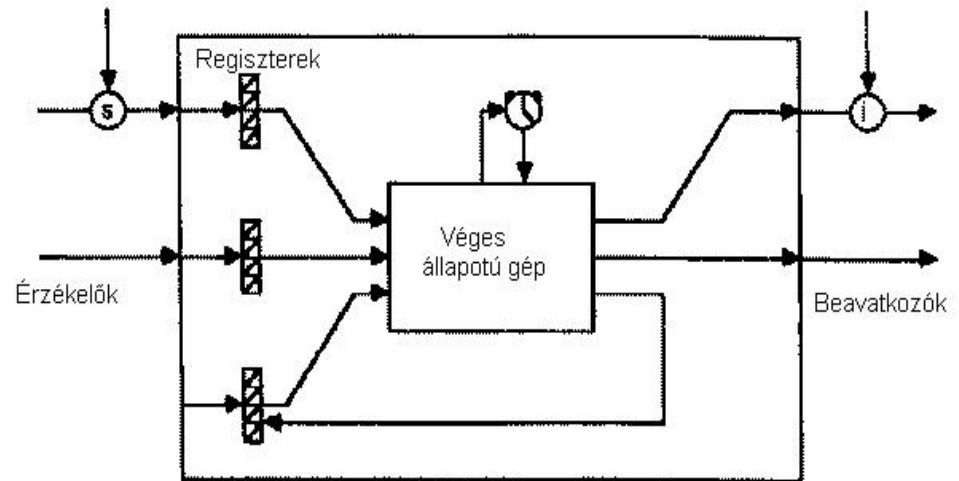 Regiszterek
S
Véges
állapotú gép
Érzékelők
Beavatkozók